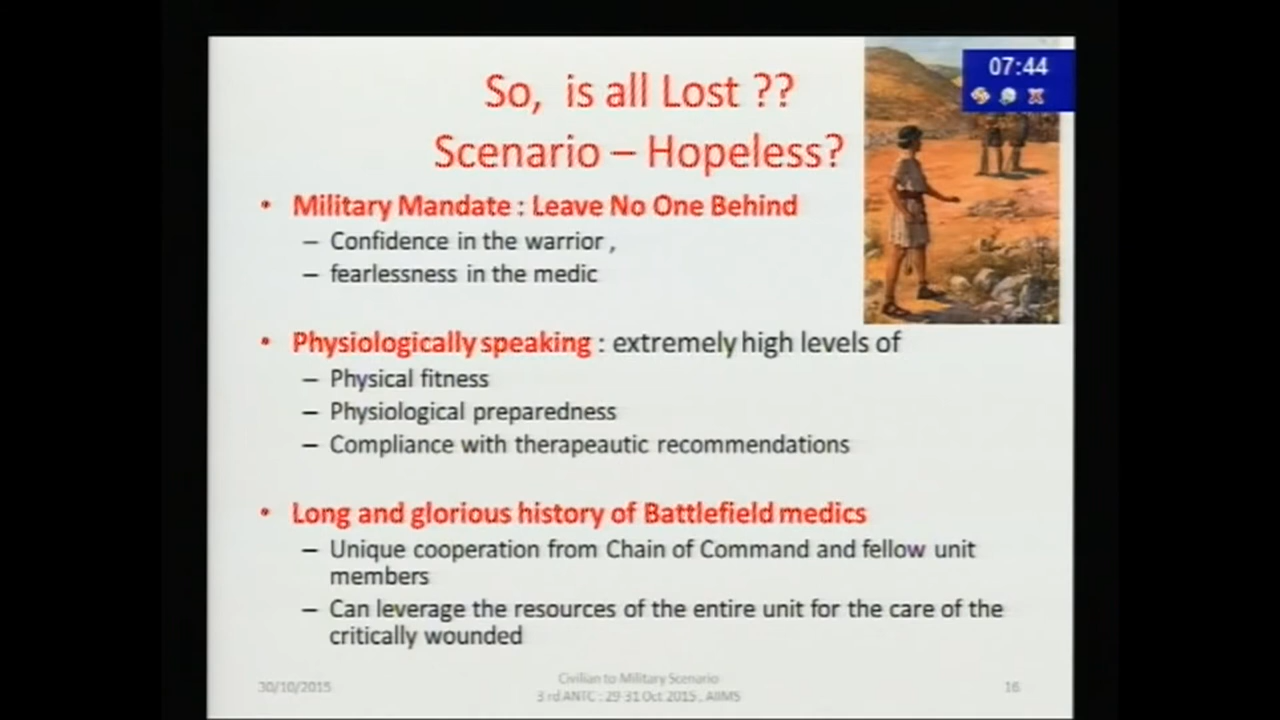 07:44
So, is all Lost ??
Scenario – Hopeless?
• Military Mandate : Leave No One Behind
– Confidence in the warrior ,
– fearlessness in the medic
• Physiologically speaking : extremely high levels of
– Physical fitness
– Physiological preparedness
– Compliance with therapeautic recommendations
• Long and glorious history of Battlefield medics
– Unique cooperation from Chain of Command and fellow unit
members
– Can leverage the resources of the entire unit for the care of the
critically wounded
30/10/2015
Civilian to Military Scenario
3 rd ANTC : 29-31 Oct 2015 , AIIMS
16